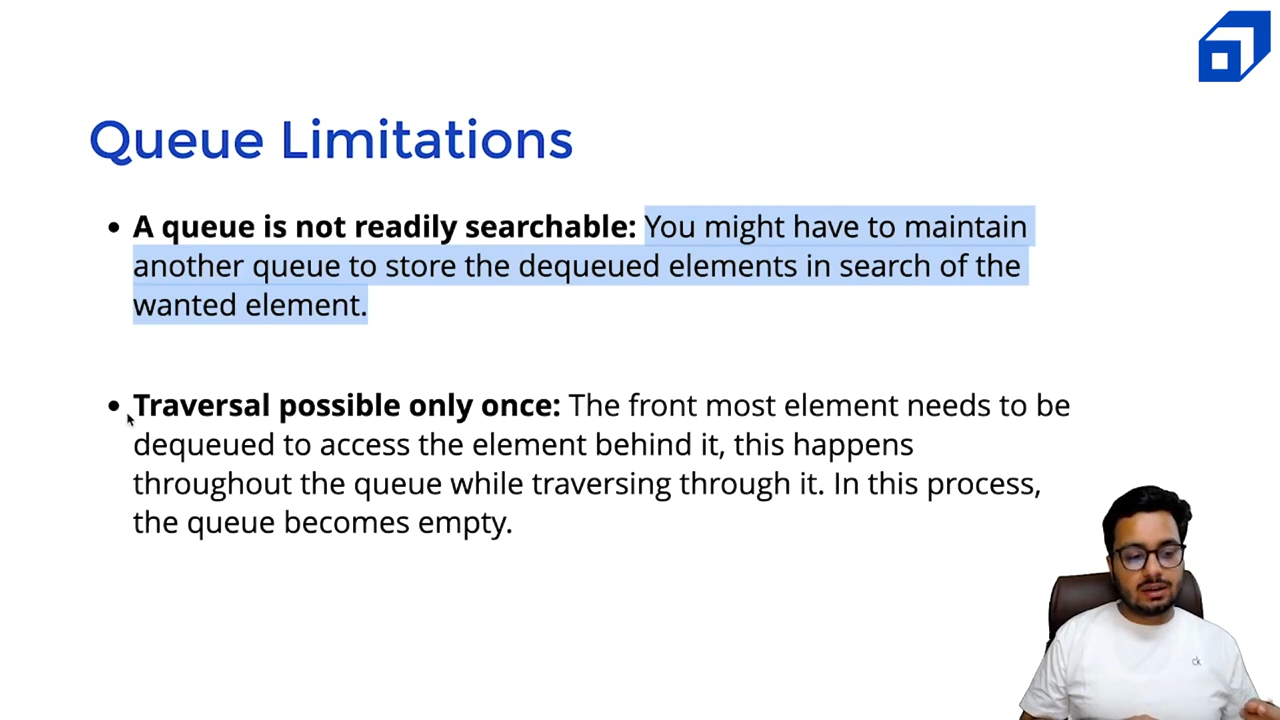 Queue Limitations
• A queue is not readily searchable: You might have to maintain
another queue to store the dequeued elements in search of the
wanted element.
• Traversal possible only once: The front most element needs to be
dequeued to access the element behind it, this happens
throughout the queue while traversing through it. In this process,
the queue becomes empty.
ck